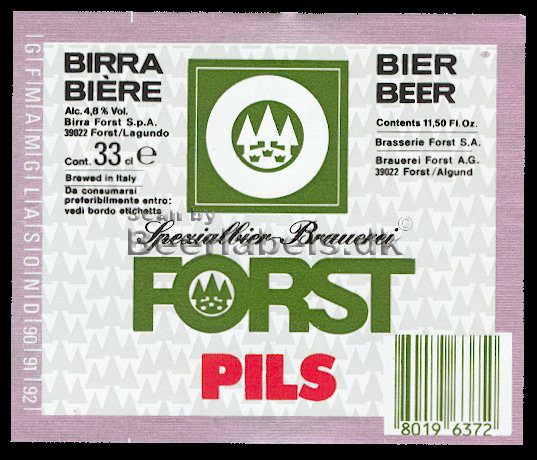 G|F|M|A|M|G|L|A|S|O|N|D|90|91|92|
BIRRA
BIÈRE
Alc. 4,8 % Vol.
Birra Forst S.p.A.
39022 Forst/Lagundo
Cont. 33 cl e
Brewed in Italy
Da consumarsi
preferibilmente entro:
vedi bordo etichetta
BIER
BEER
Contents 11,50 Fl. Oz.
Brasserie Forst S.A.
Brauerei Forst A.G.
39022 Forst/Algund
Scan by
Beerlabels.dk
©
Spezialbier-Brauerei
FORST
PILS
8019 6372